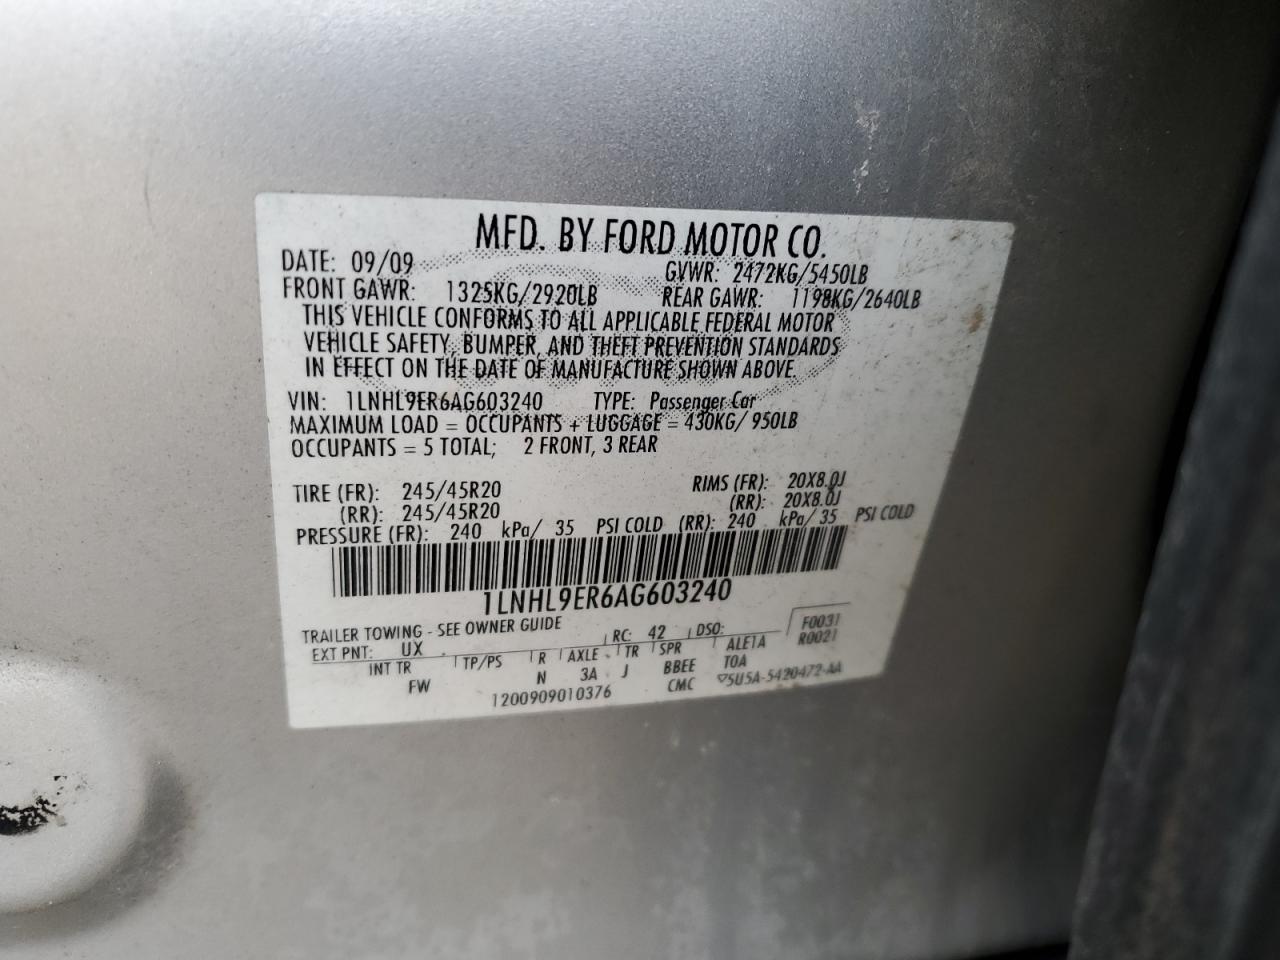 MFD. BY FORD MOTOR CO.
DATE: 09/09 GVWR: 2472KG/5450LB
FRONT GAWR: 1325KG/2920LB REAR GAWR: 1198KG/2640LB
THIS VEHICLE CONFORMS TO ALL APPLICABLE FEDERAL MOTOR
VEHICLE SAFETY, BUMPER, AND THEFT PREVENTION STANDARDS
IN EFFECT ON THE DATE OF MANUFACTURE SHOWN ABOVE.
VIN: 1LNHL9ER6AG603240 TYPE: Passenger Car
MAXIMUM LOAD = OCCUPANTS + LUGGAGE = 430KG/ 950LB
OCCUPANTS = 5 TOTAL; 2 FRONT, 3 REAR
TIRE (FR): 245/45R20 RIMS (FR): 20X8.0J
(RR): 245/45R20 (RR): 20X8.0J
PRESSURE (FR): 240 kPa/ 35 PSI COLD (RR): 240 kPa/ 35 PSI COLD
1LNHL9ER6AG603240
TRAILER TOWING - SEE OWNER GUIDE F0031
EXT PNT: UX RC: 42 DSO: R0021
INT TR TP/PS R AXLE TR SPR ALE1A
FW N 3A J BBEE TOA
1200909010376 CMC ▽5U5A-5420472-AA